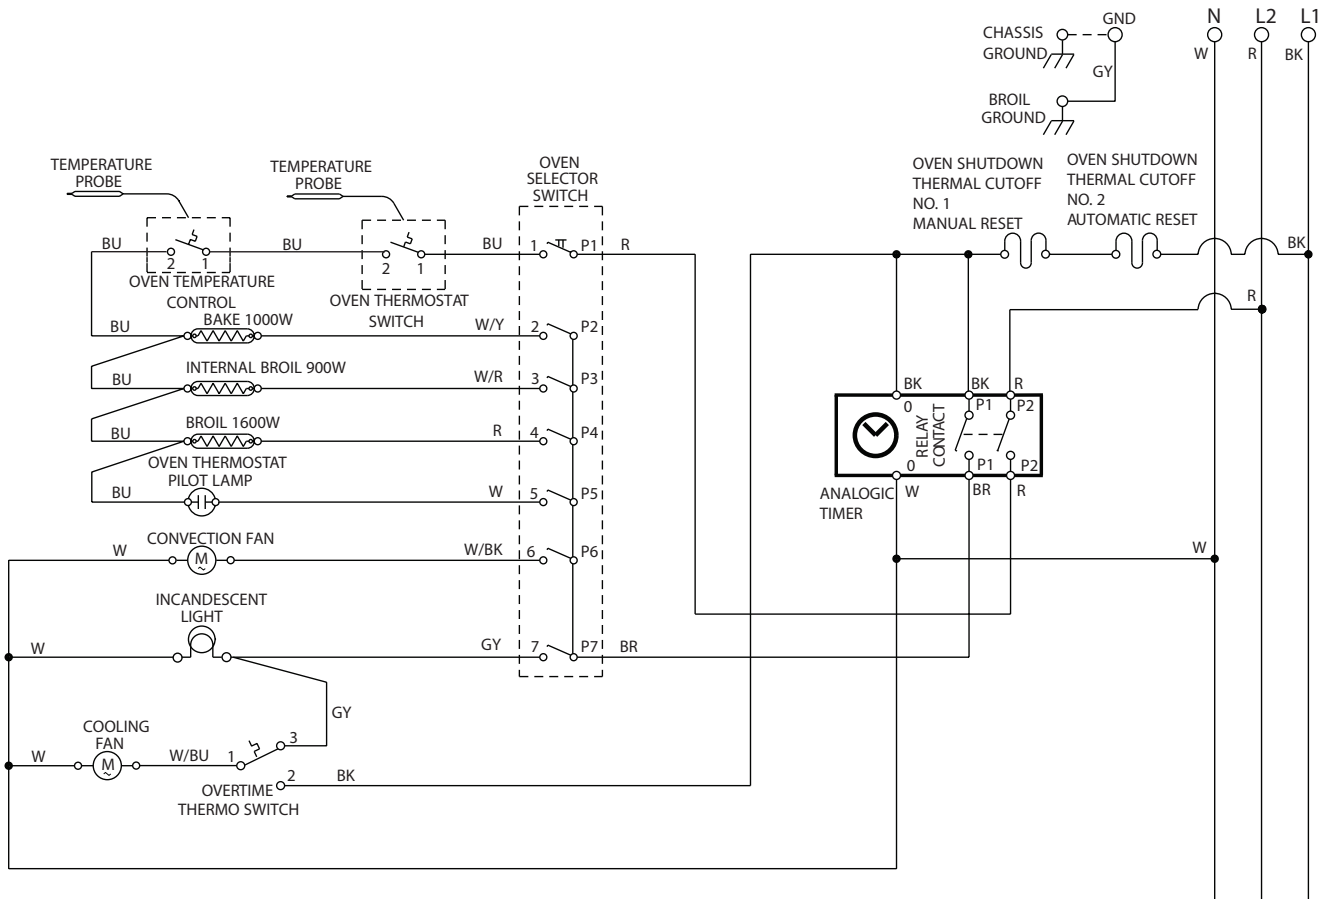 GND
N
L2
L1
CHASSIS
GROUND
W
R
BK
GY
BROIL
GROUND
TEMPERATURE
PROBE
TEMPERATURE
PROBE
OVEN
SELECTOR
SWITCH
OVEN SHUTDOWN
THERMAL CUTOFF
NO. 1
MANUAL RESET
OVEN SHUTDOWN
THERMAL CUTOFF
NO. 2
AUTOMATIC RESET
BU
2
1
BU
2
1
BU
1
P1
R
BK
OVEN TEMPERATURE
CONTROL
OVEN THERMOSTAT
SWITCH
R
BAKE 1000W
BU
W/Y
2
P2
INTERNAL BROIL 900W
BU
W/R
3
P3
BK
BK
R
0
P1
P2
RELAY
CONTACT
BROIL 1600W
BU
R
4
P4
0
P1
P2
OVEN THERMOSTAT
PILOT LAMP
BU
W
5
P5
ANALOGIC
TIMER
W
BR
R
CONVECTION FAN
W
M
~
W/BK
6
P6
W
INCANDESCENT
LIGHT
W
GY
7
P7
BR
GY
COOLING
FAN
W
M
~
W/BU
1
3
2
BK
OVERTIME
THERMO SWITCH